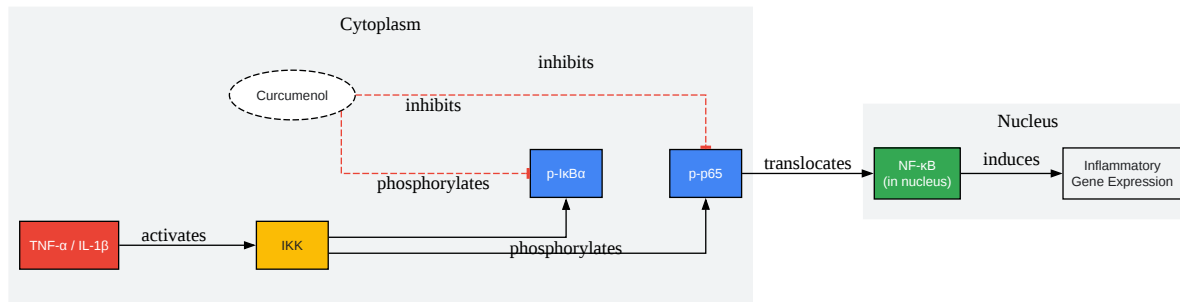 Cytoplasm
inhibits
Curcumenol
inhibits
Nucleus
p-IκBα
p-p65
translocates
NF-κB
(in nucleus)
induces
Inflammatory
Gene Expression
phosphorylates
TNF-α / IL-1β
activates
IKK
phosphorylates